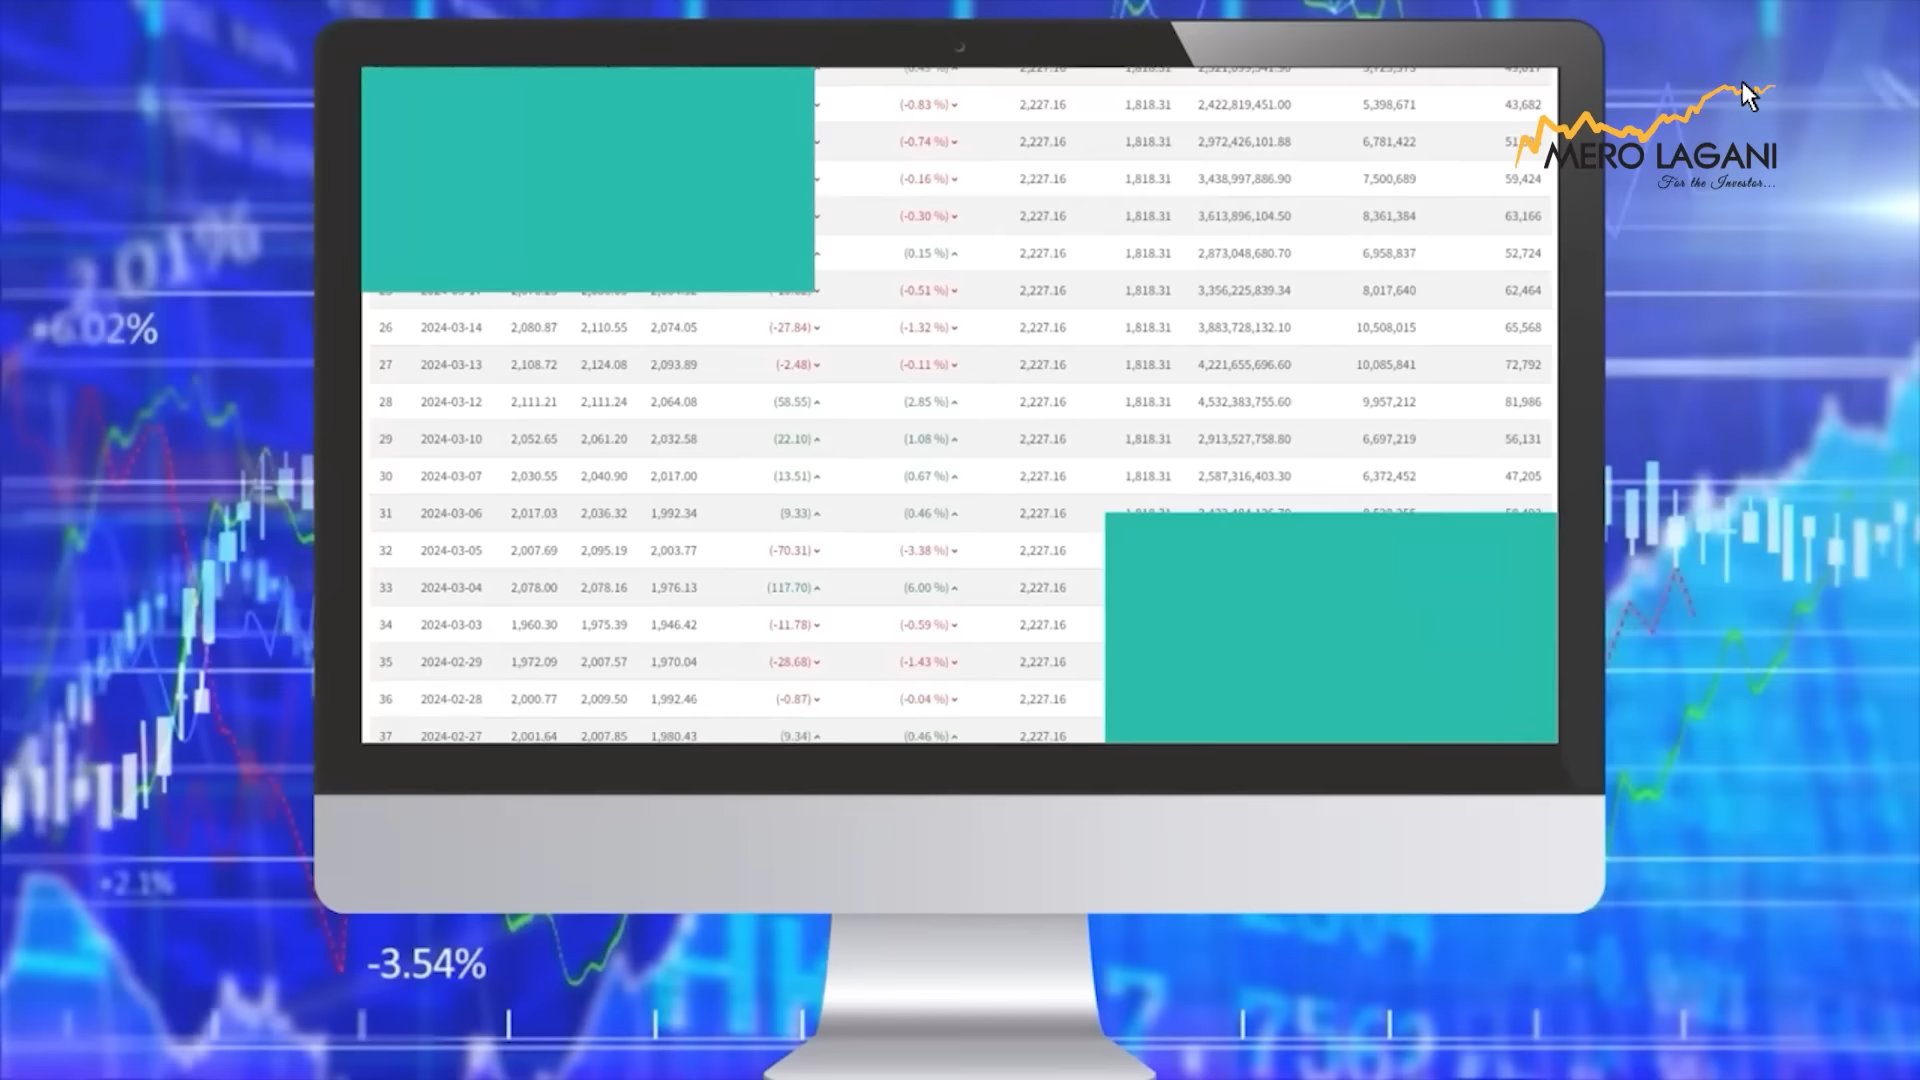 (-0.83 %) 2,227.16 1,818.31 2,422,819,451.00 5,398,671 43,682
(-0.74 %) 2,227.16 1,818.31 2,972,426,101.88 6,781,422
(-0.16 %) 2,227.16 1,818.31 3,438,997,886.90 7,500,689 59,424
(-0.30 %) 2,227.16 1,818.31 3,613,896,104.50 8,361,384 63,166
(0.15 %) 2,227.16 1,818.31 2,873,048,680.70 6,958,837 52,724
(-0.51 %) 2,227.16 1,818.31 3,356,225,839.34 8,017,640 62,464
26 2024-03-14 2,080.87 2,110.55 2,074.05 (-27.84) (-1.32 %) 2,227.16 1,818.31 3,883,728,132.10 10,508,015 65,568
27 2024-03-13 2,108.72 2,124.08 2,093.89 (-2.48) (-0.11 %) 2,227.16 1,818.31 4,221,655,696.60 10,085,841 72,792
28 2024-03-12 2,111.21 2,111.24 2,064.08 (58.55) (2.85 %) 2,227.16 1,818.31 4,532,383,755.60 9,957,212 81,986
29 2024-03-10 2,052.65 2,061.20 2,032.58 (22.10) (1.08 %) 2,227.16 1,818.31 2,913,527,758.80 6,697,219 56,131
30 2024-03-07 2,030.55 2,040.90 2,017.00 (13.51) (0.67 %) 2,227.16 1,818.31 2,587,316,403.30 6,372,452 47,205
31 2024-03-06 2,017.03 2,036.32 1,992.34 (9.33) (0.46 %) 2,227.16
32 2024-03-05 2,007.69 2,095.19 2,003.77 (-70.31) (-3.38 %) 2,227.16
33 2024-03-04 2,078.00 2,078.16 1,976.13 (117.70) (6.00 %) 2,227.16
34 2024-03-03 1,960.30 1,975.39 1,946.42 (-11.78) (-0.59 %) 2,227.16
35 2024-02-29 1,972.09 2,007.57 1,970.04 (-28.68) (-1.43 %) 2,227.16
36 2024-02-28 2,000.77 2,009.50 1,992.46 (-0.87) (-0.04 %) 2,227.16
37 2024-02-27 2,001.64 2,007.85 1,980.43 (9.34) (0.46 %) 2,227.16
MERO LAGANI
For the Investor...
2.01%
+6.02%
+2.1%
-3.54%